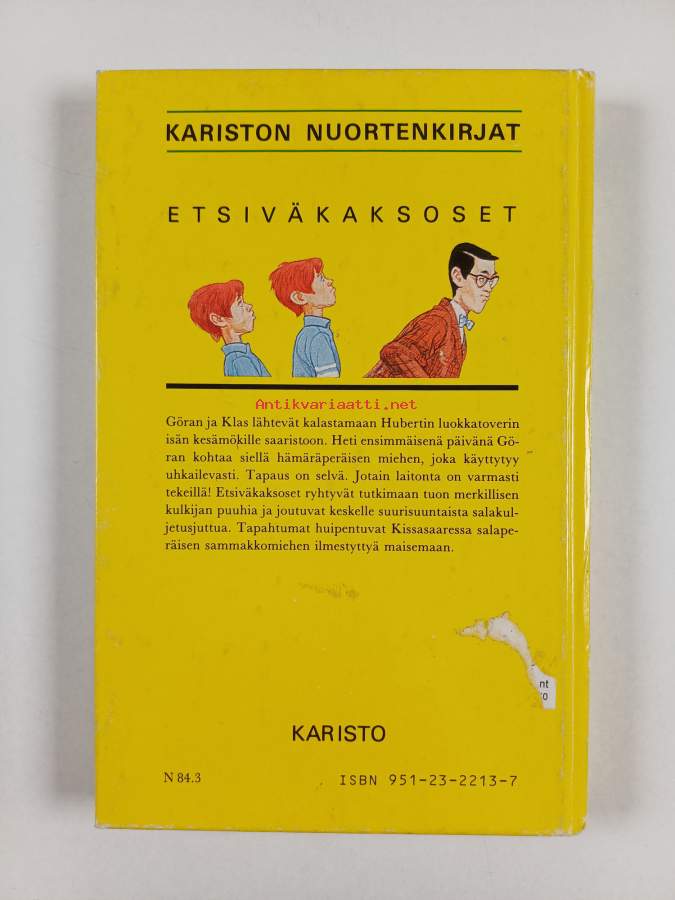 KARISTON NUORTENKIRJAT
ETSIVÄKAKSOSET
Antikvariaatti.net
Göran ja Klas lähtevät kalastamaan Hubertin luokkatoverin
isän kesämökille saaristoon. Heti ensimmäisenä päivänä Gö-
ran kohtaa siellä hämäräperäisen miehen, joka käyttytyy
uhkailevasti. Tapaus on selvä. Jotain laitonta on varmasti
tekeillä! Etsiväkaksoset ryhtyvät tutkimaan tuon merkillisen
kulkijan puuhia ja joutuvat keskelle suurisuuntaista salakul-
jetusjuttua. Tapahtumat huipentuvat Kissasaaressa salape-
räisen sammakkomiehen ilmestyttyä maisemaan.
nt
KARISTO
N 84.3
ISBN 951-23-2213-7